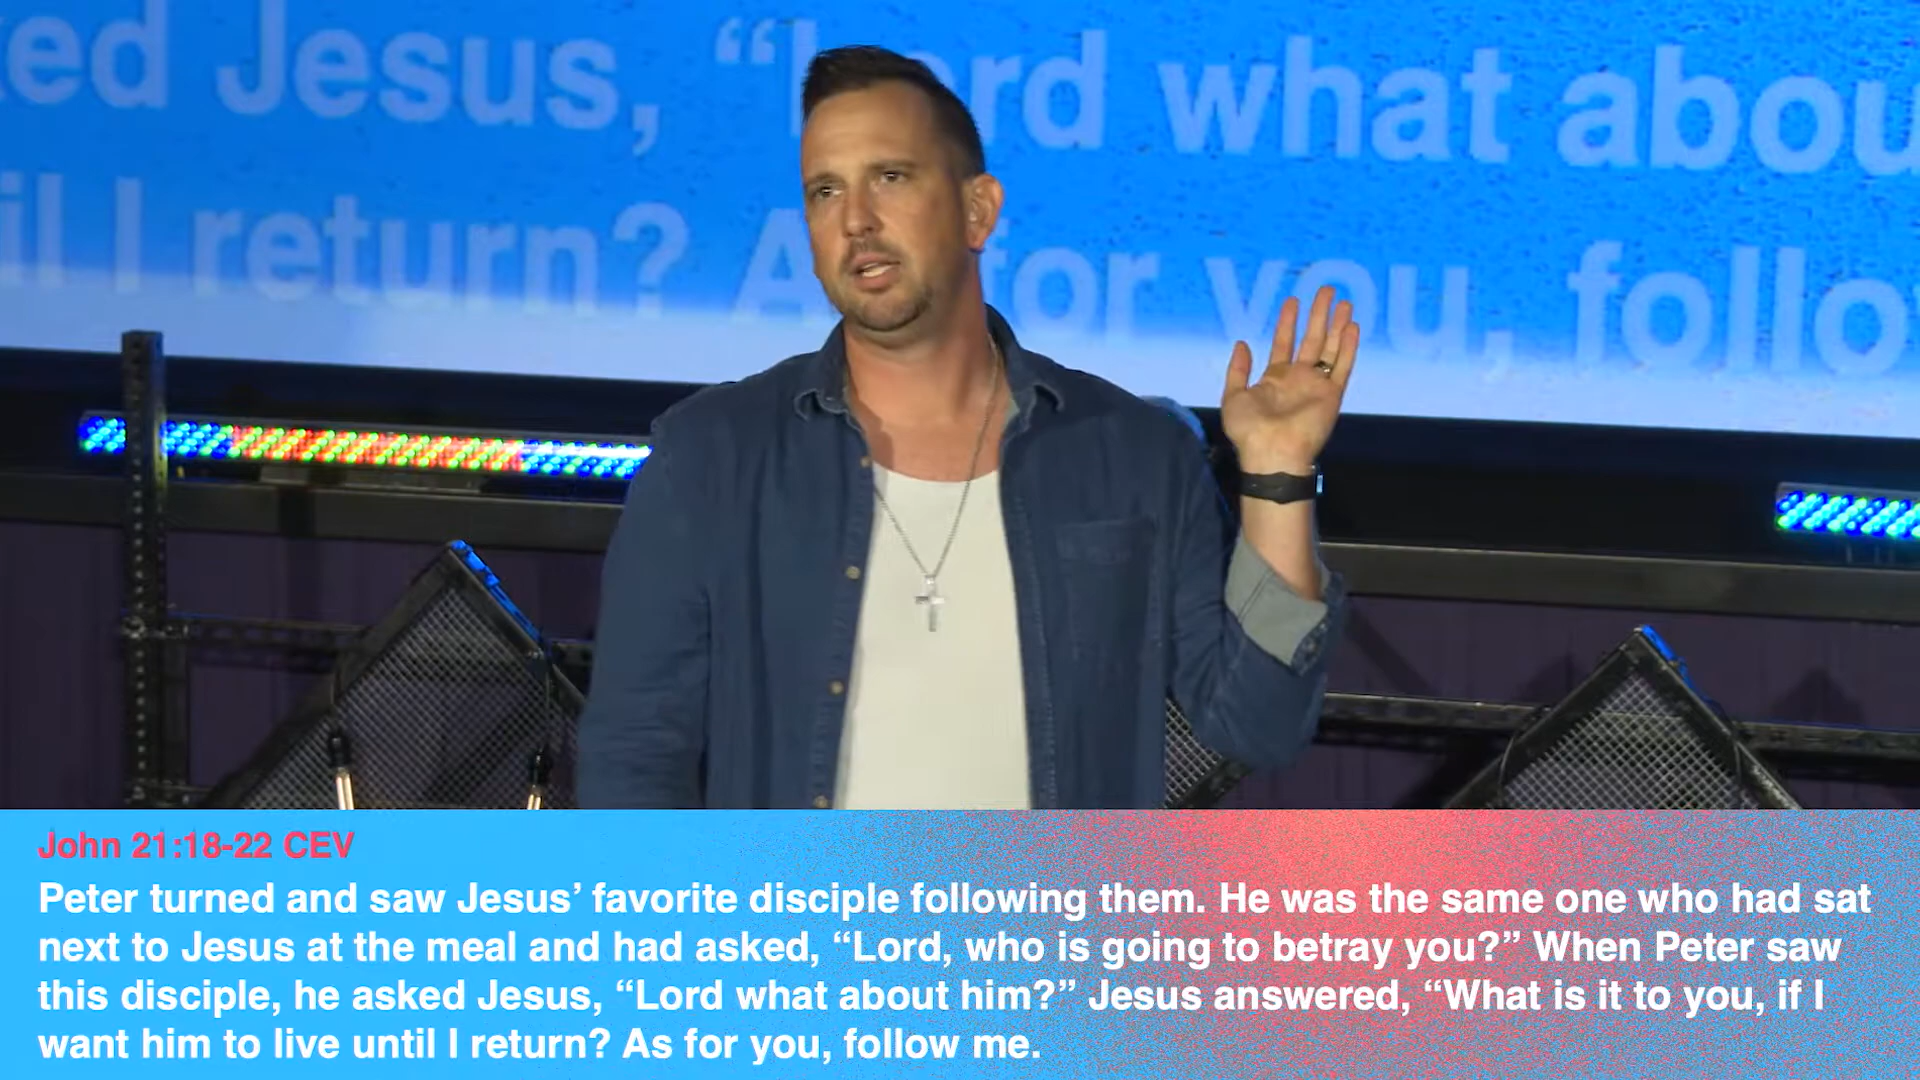 ked Jesus, “Lord what abou
il I return? As for you, follo
John 21:18-22 CEV
Peter turned and saw Jesus’ favorite disciple following them. He was the same one who had sat
next to Jesus at the meal and had asked, “Lord, who is going to betray you?” When Peter saw
this disciple, he asked Jesus, “Lord what about him?” Jesus answered, “What is it to you, if I
want him to live until I return? As for you, follow me.